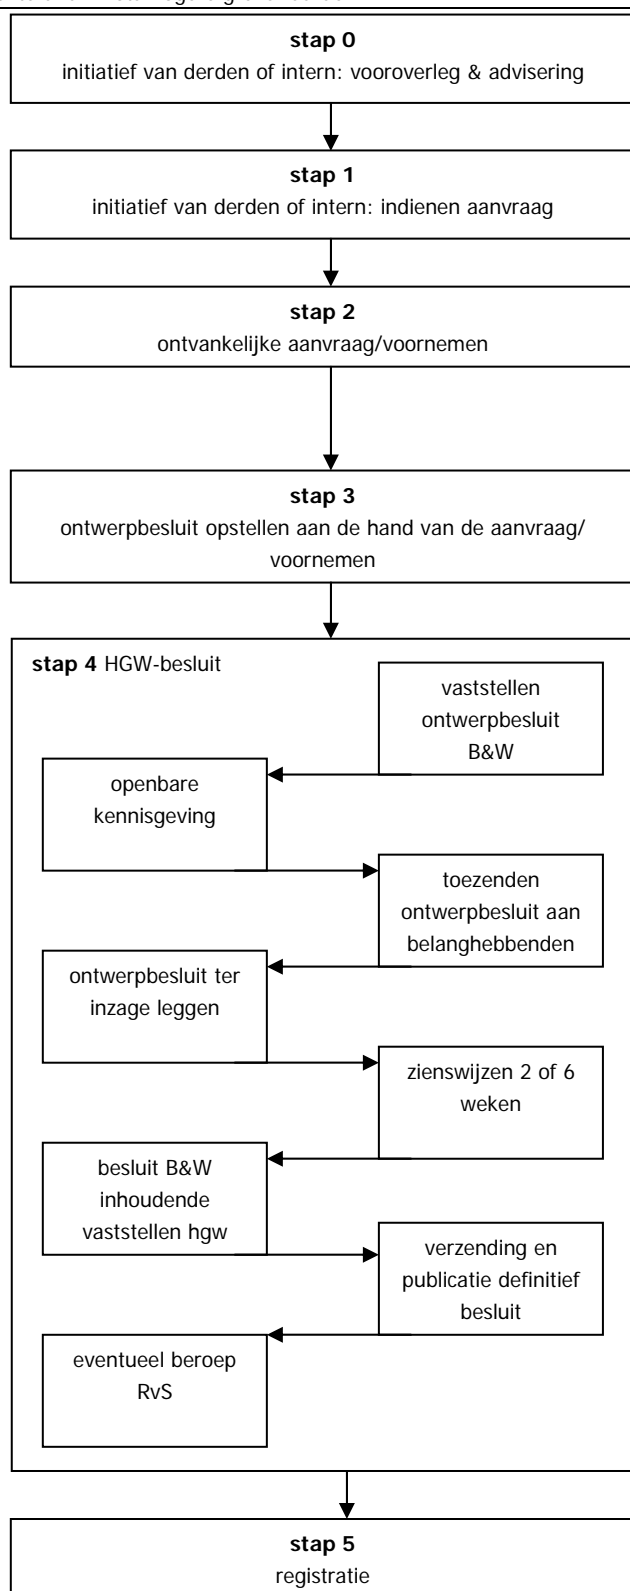 stap 0
initiatief van derden of intern: vooroverleg & advisering
stap 1
initiatief van derden of intern: indienen aanvraag
stap 2
ontvankelijke aanvraag/voornemen
stap 3
ontwerpbesluit opstellen aan de hand van de aanvraag/
voornemen
stap 4 HGW-besluit
vaststellen
ontwerpbesluit
B&W
openbare
kennisgeving
toezenden
ontwerpbesluit aan
belanghebbenden
ontwerpbesluit ter
inzage leggen
zienswijzen 2 of 6
weken
besluit B&W
inhoudende
vaststellen hgw
verzending en
publicatie definitief
besluit
eventueel beroep
RvS
stap 5
registratie